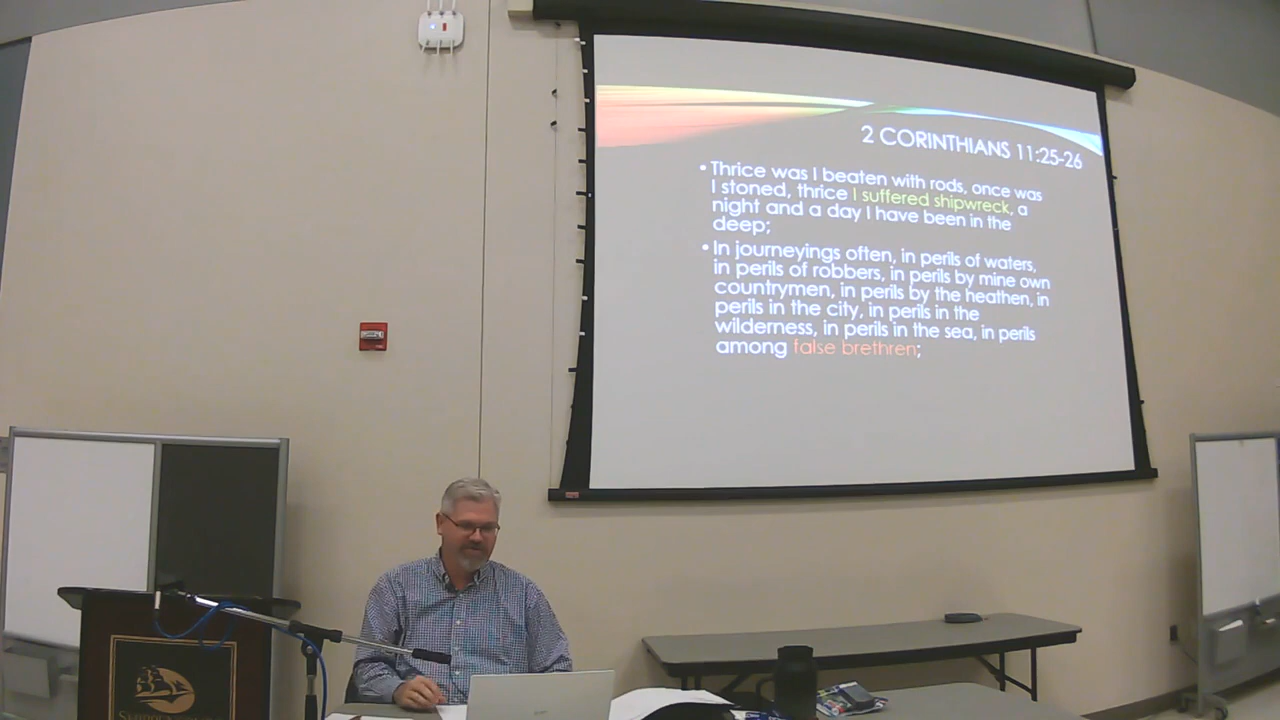 2 CORINTHIANS 11:25-26
• Thrice was I beaten with rods, once was
I stoned, thrice I suffered shipwreck, a
night and a day I have been in the
deep;
• In journeyings often, in perils of waters,
in perils of robbers, in perils by mine own
countrymen, in perils by the heathen, in
perils in the city, in perils in the
wilderness, in perils in the sea, in perils
among false brethren;